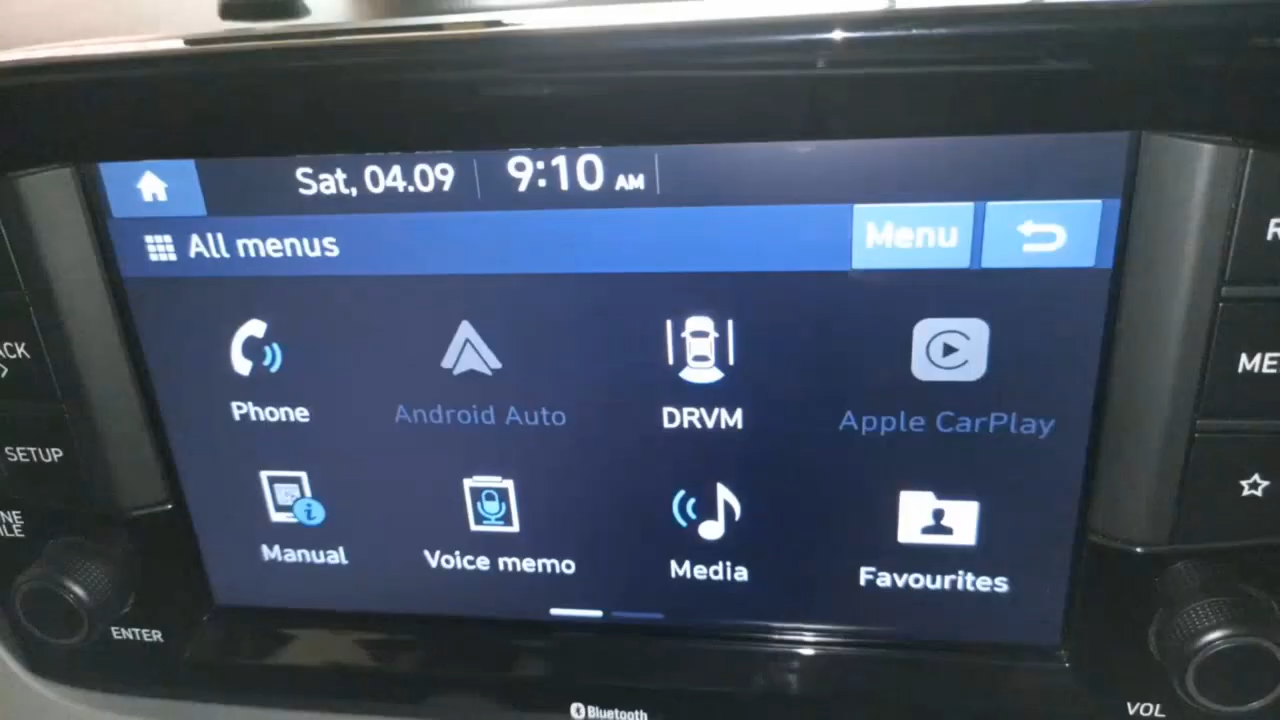 Sat, 04.09 9:10 AM
All menus Menu
Phone Android Auto DRVM Apple CarPlay
Manual Voice memo Media Favourites
SETUP
ENTER
VOL
Bluetooth